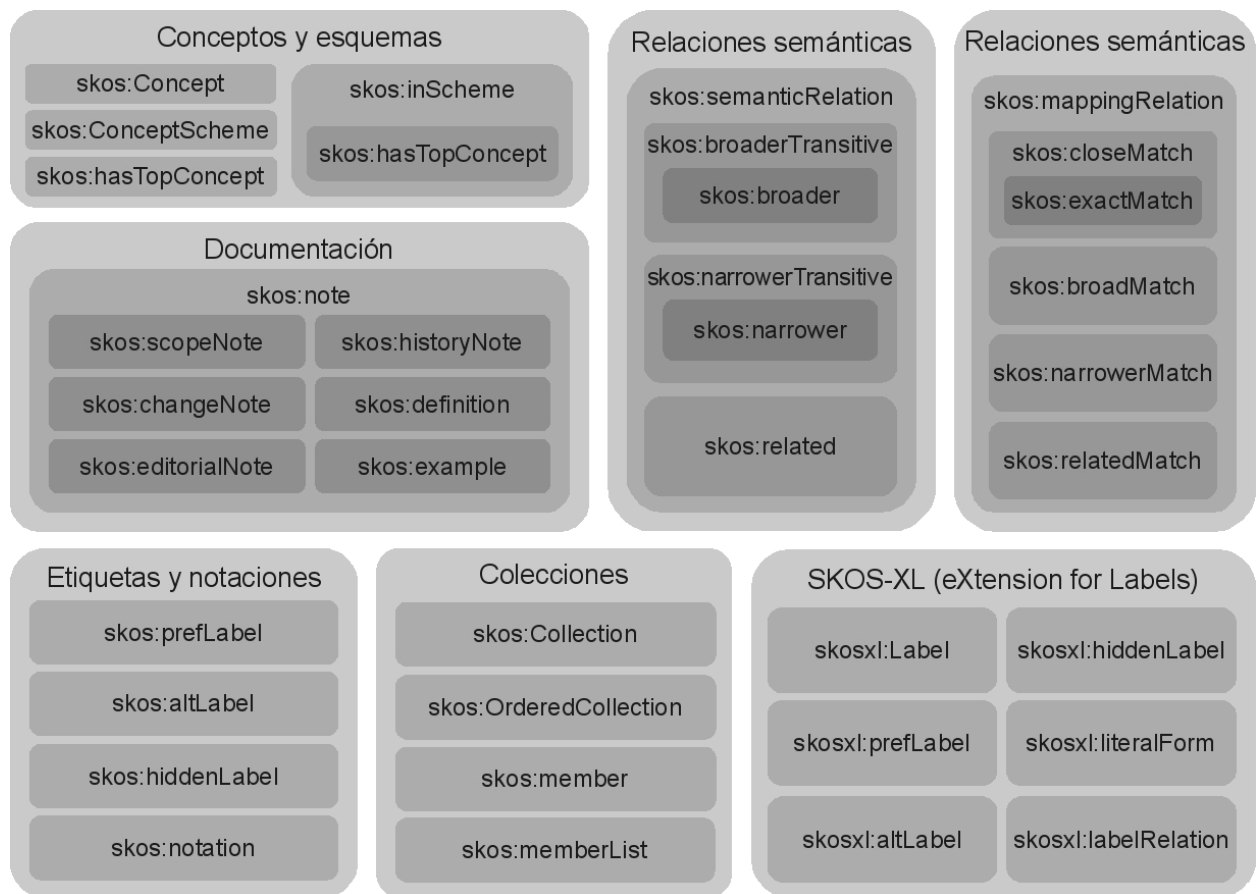 Conceptos y esquemas
skos:Concept
skos:ConceptScheme
skos:hasTopConcept
skos:inScheme
skos:hasTopConcept
Documentación
skos:note
skos:scopeNote
skos:historyNote
skos:changeNote
skos:definition
skos:editorialNote
skos:example
Relaciones semánticas
skos:semanticRelation
skos:broaderTransitive
skos:broader
skos:narrowerTransitive
skos:narrower
skos:related
Relaciones semánticas
skos:mappingRelation
skos:closeMatch
skos:exactMatch
skos:broadMatch
skos:narrowerMatch
skos:relatedMatch
Etiquetas y notaciones
skos:prefLabel
skos:altLabel
skos:hiddenLabel
skos:notation
Colecciones
skos:Collection
skos:OrderedCollection
skos:member
skos:memberList
SKOS-XL (eXtension for Labels)
skosxl:Label
skosxl:hiddenLabel
skosxl:prefLabel
skosxl:literalForm
skosxl:altLabel
skosxl:labelRelation